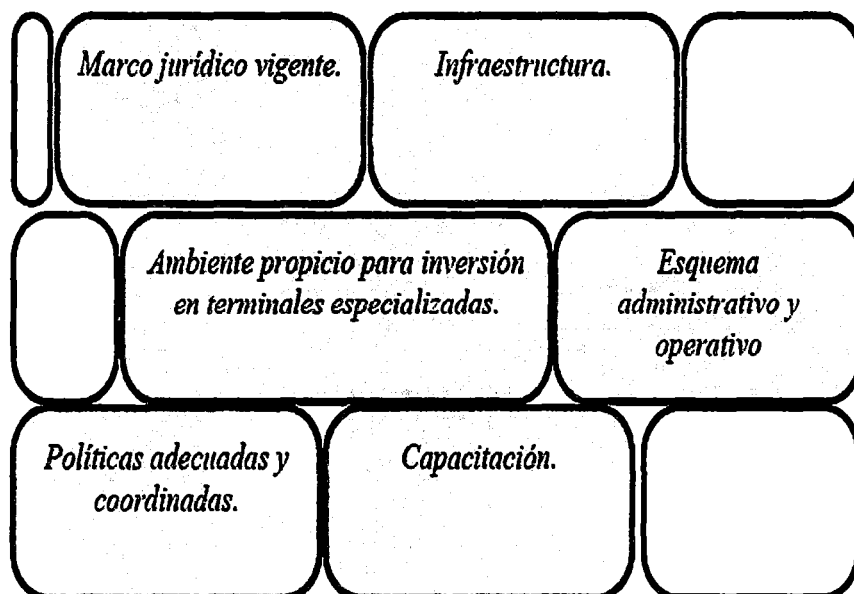 Marco jurídico vigente.
Infraestructura.
Ambiente propicio para inversión
en terminales especializadas.
Esquema
administrativo y
operativo
Políticas adecuadas y
coordinadas.
Capacitación.